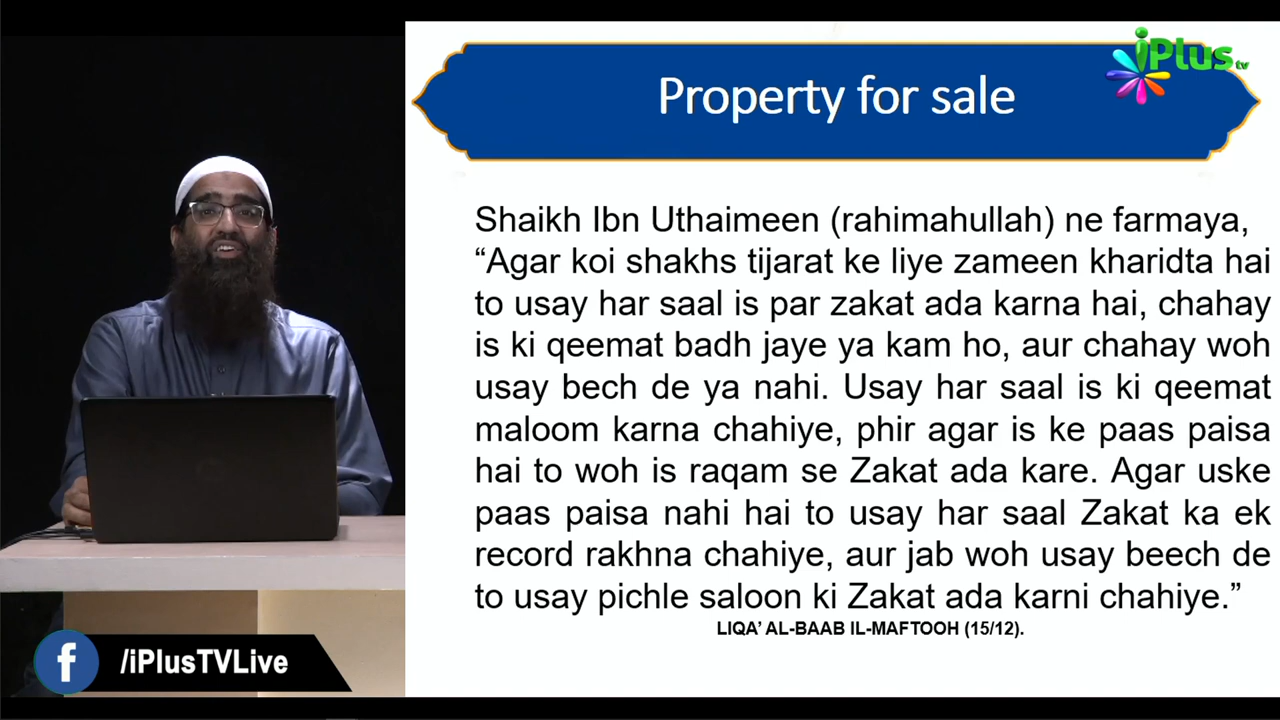 iPlus tv
Property for sale
Shaikh Ibn Uthaimeen (rahimahullah) ne farmaya,
“Agar koi shakhs tijarat ke liye zameen kharidta hai
to usay har saal is par zakat ada karna hai, chahay
is ki qeemat badh jaye ya kam ho, aur chahay woh
usay bech de ya nahi. Usay har saal is ki qeemat
maloom karna chahiye, phir agar is ke paas paisa
hai to woh is raqam se Zakat ada kare. Agar uske
paas paisa nahi hai to usay har saal Zakat ka ek
record rakhna chahiye, aur jab woh usay beech de
to usay pichle saloon ki Zakat ada karni chahiye.”
LIQA’ AL-BAAB IL-MAFTOOH (15/12).
f /iPlusTVLive